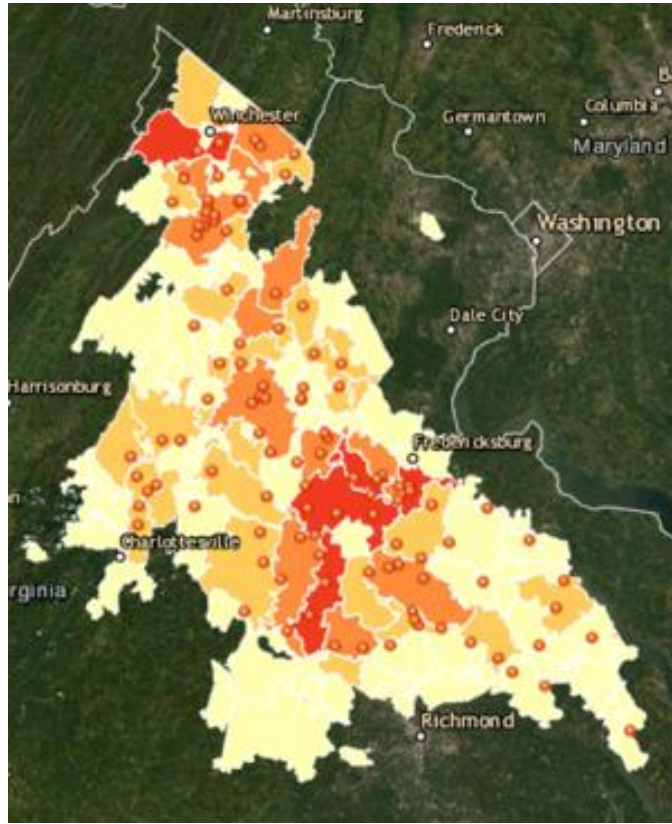 Martinsburg
Frederick
B
Columbia
Winchester
Germantown
Maryland
Washington
Dale City
Harrisonburg
Fredericksburg
n
Charlottesville
rginia
Richmond